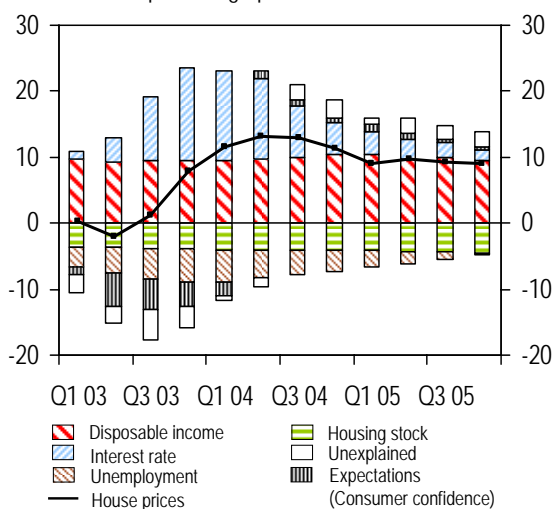 30 30
20 20
10 10
0 0
-10 -10
-20 -20
Q1 03 Q3 03 Q1 04 Q3 04 Q1 05 Q3 05
Disposable income Housing stock
Interest rate Unexplained
Unemployment Expectations
House prices (Consumer confidence)